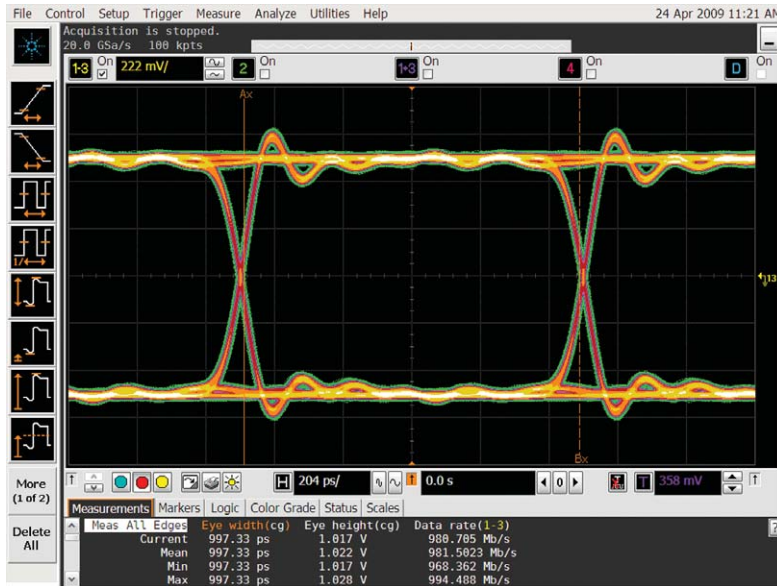 File Control Setup Trigger Measure Analyze Utilities Help 24 Apr 2009 11:21 AM
Acquisition is stopped.
20.0 GSa/s 100 kpts
1-3 On 222 mV/ 2 On 1+3 On 4 On D On
Ax
13
Bx
More
(1 of 2)
Delete
All
H 204 ps/ 0.0 s 0 T 358 mV
Measurements Markers Logic Color Grade Status Scales
Meas All Edges Eye width(cg) Eye height(cg) Data rate(1-3)
Current 997.33 ps 1.017 V 980.705 Mb/s
Mean 997.33 ps 1.022 V 981.5023 Mb/s
Min 997.33 ps 1.017 V 968.362 Mb/s
Max 997.33 ps 1.028 V 994.488 Mb/s